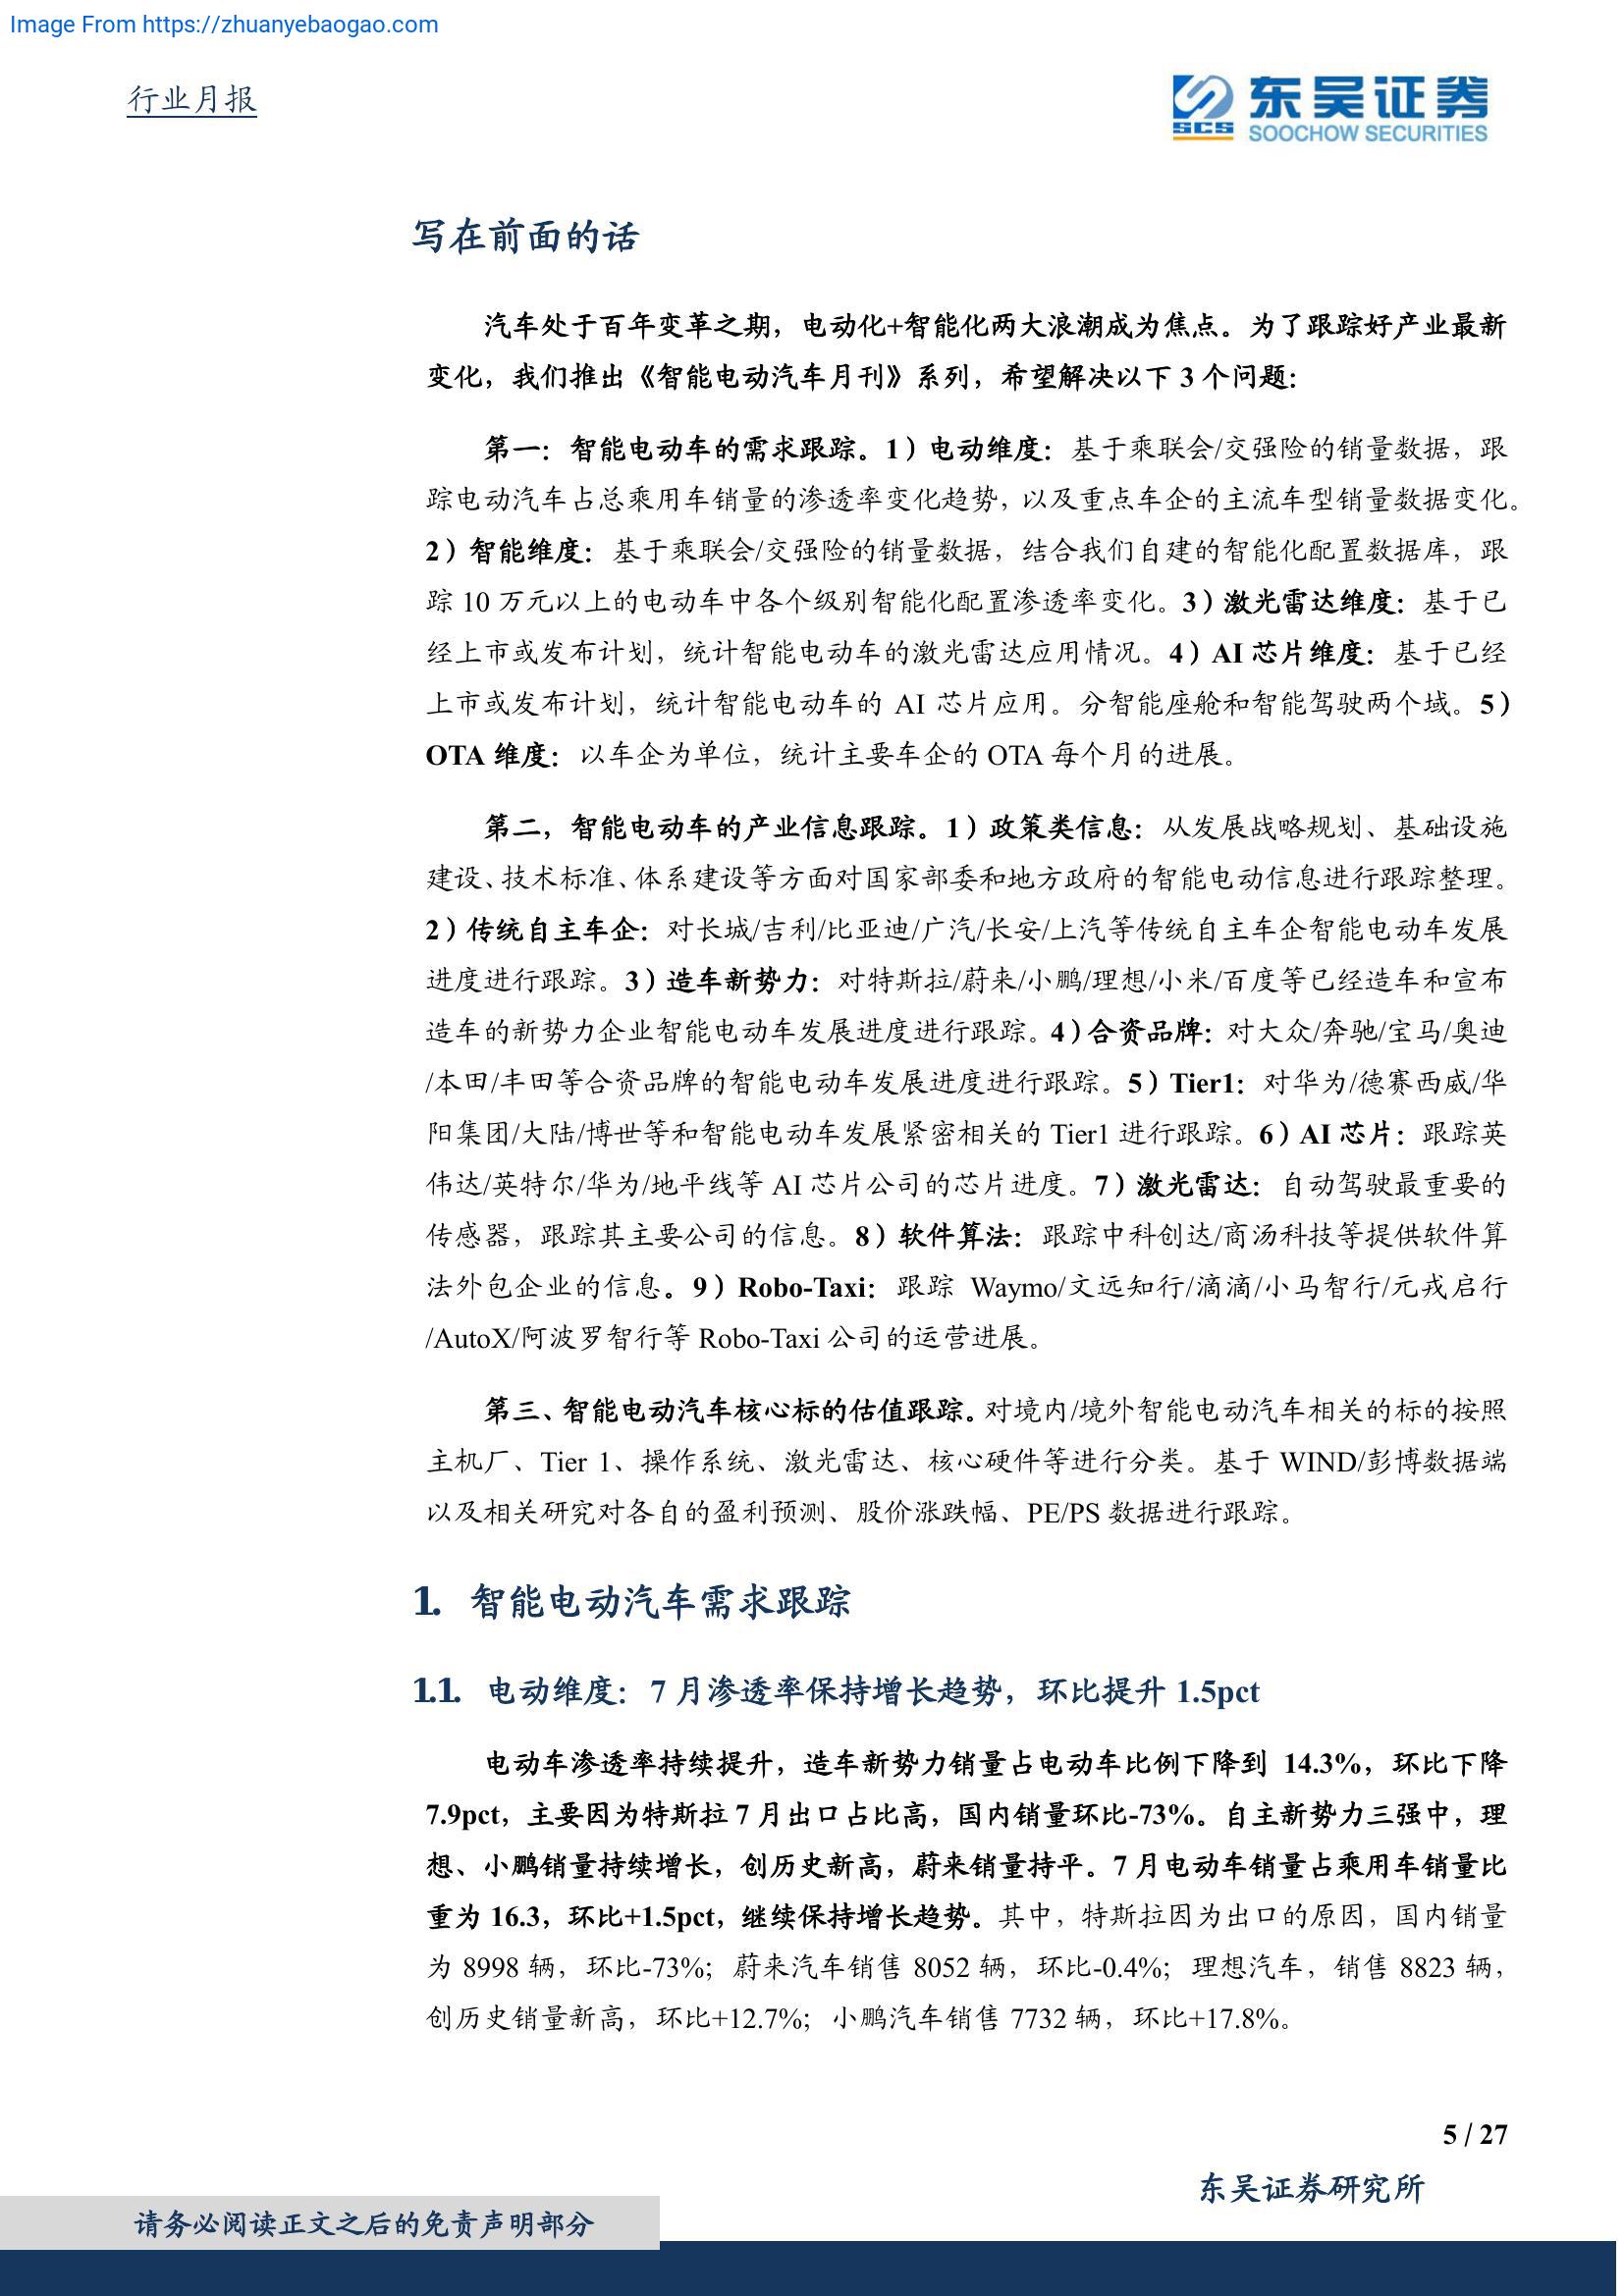 Image From https://zhuanyebaogao.com
行业月报
SCS
东吴证券
SOOCHOW SECURITIES
写在前面的话
汽车处于百年变革之期，电动化+智能化两大浪潮成为焦点。为了跟踪好产业最新
变化，我们推出《智能电动汽车月刊》系列，希望解决以下 3 个问题：
第一：智能电动车的需求跟踪。1）电动维度：基于乘联会/交强险的销量数据，跟
踪电动汽车占总乘用车销量的渗透率变化趋势，以及重点车企的主流车型销量数据变化。
2）智能维度：基于乘联会/交强险的销量数据，结合我们自建的智能化配置数据库，跟
踪 10 万元以上的电动车中各个级别智能化配置渗透率变化。3）激光雷达维度：基于已
经上市或发布计划，统计智能电动车的激光雷达应用情况。4）AI 芯片维度：基于已经
上市或发布计划，统计智能电动车的 AI 芯片应用。分智能座舱和智能驾驶两个域。5）
OTA 维度：以车企为单位，统计主要车企的 OTA 每个月的进展。
第二，智能电动车的产业信息跟踪。1）政策类信息：从发展战略规划、基础设施
建设、技术标准、体系建设等方面对国家部委和地方政府的智能电动信息进行跟踪整理。
2）传统自主车企：对长城/吉利/比亚迪/广汽/长安/上汽等传统自主车企智能电动车发展
进度进行跟踪。3）造车新势力：对特斯拉/蔚来/小鹏/理想/小米/百度等已经造车和宣布
造车的新势力企业智能电动车发展进度进行跟踪。4）合资品牌：对大众/奔驰/宝马/奥迪
/本田/丰田等合资品牌的智能电动车发展进度进行跟踪。5）Tier1：对华为/德赛西威/华
阳集团/大陆/博世等和智能电动车发展紧密相关的 Tier1 进行跟踪。6）AI 芯片：跟踪英
伟达/英特尔/华为/地平线等 AI 芯片公司的芯片进度。7）激光雷达：自动驾驶最重要的
传感器，跟踪其主要公司的信息。8）软件算法：跟踪中科创达/商汤科技等提供软件算
法外包企业的信息。9）Robo-Taxi：跟踪 Waymo/文远知行/滴滴/小马智行/元戎启行
/AutoX/阿波罗智行等 Robo-Taxi 公司的运营进展。
第三、智能电动汽车核心标的估值跟踪。对境内/境外智能电动汽车相关的标的按照
主机厂、Tier 1、操作系统、激光雷达、核心硬件等进行分类。基于 WIND/彭博数据端
以及相关研究对各自的盈利预测、股价涨跌幅、PE/PS 数据进行跟踪。
1. 智能电动汽车需求跟踪
1.1. 电动维度：7 月渗透率保持增长趋势，环比提升 1.5pct
电动车渗透率持续提升，造车新势力销量占电动车比例下降到 14.3%，环比下降
7.9pct，主要因为特斯拉 7 月出口占比高，国内销量环比-73%。自主新势力三强中，理
想、小鹏销量持续增长，创历史新高，蔚来销量持平。7 月电动车销量占乘用车销量比
重为 16.3，环比+1.5pct，继续保持增长趋势。其中，特斯拉因为出口的原因，国内销量
为 8998 辆，环比-73%；蔚来汽车销售 8052 辆，环比-0.4%；理想汽车，销售 8823 辆，
创历史销量新高，环比+12.7%；小鹏汽车销售 7732 辆，环比+17.8%。
5 / 27
东吴证券研究所
请务必阅读正文之后的免责声明部分